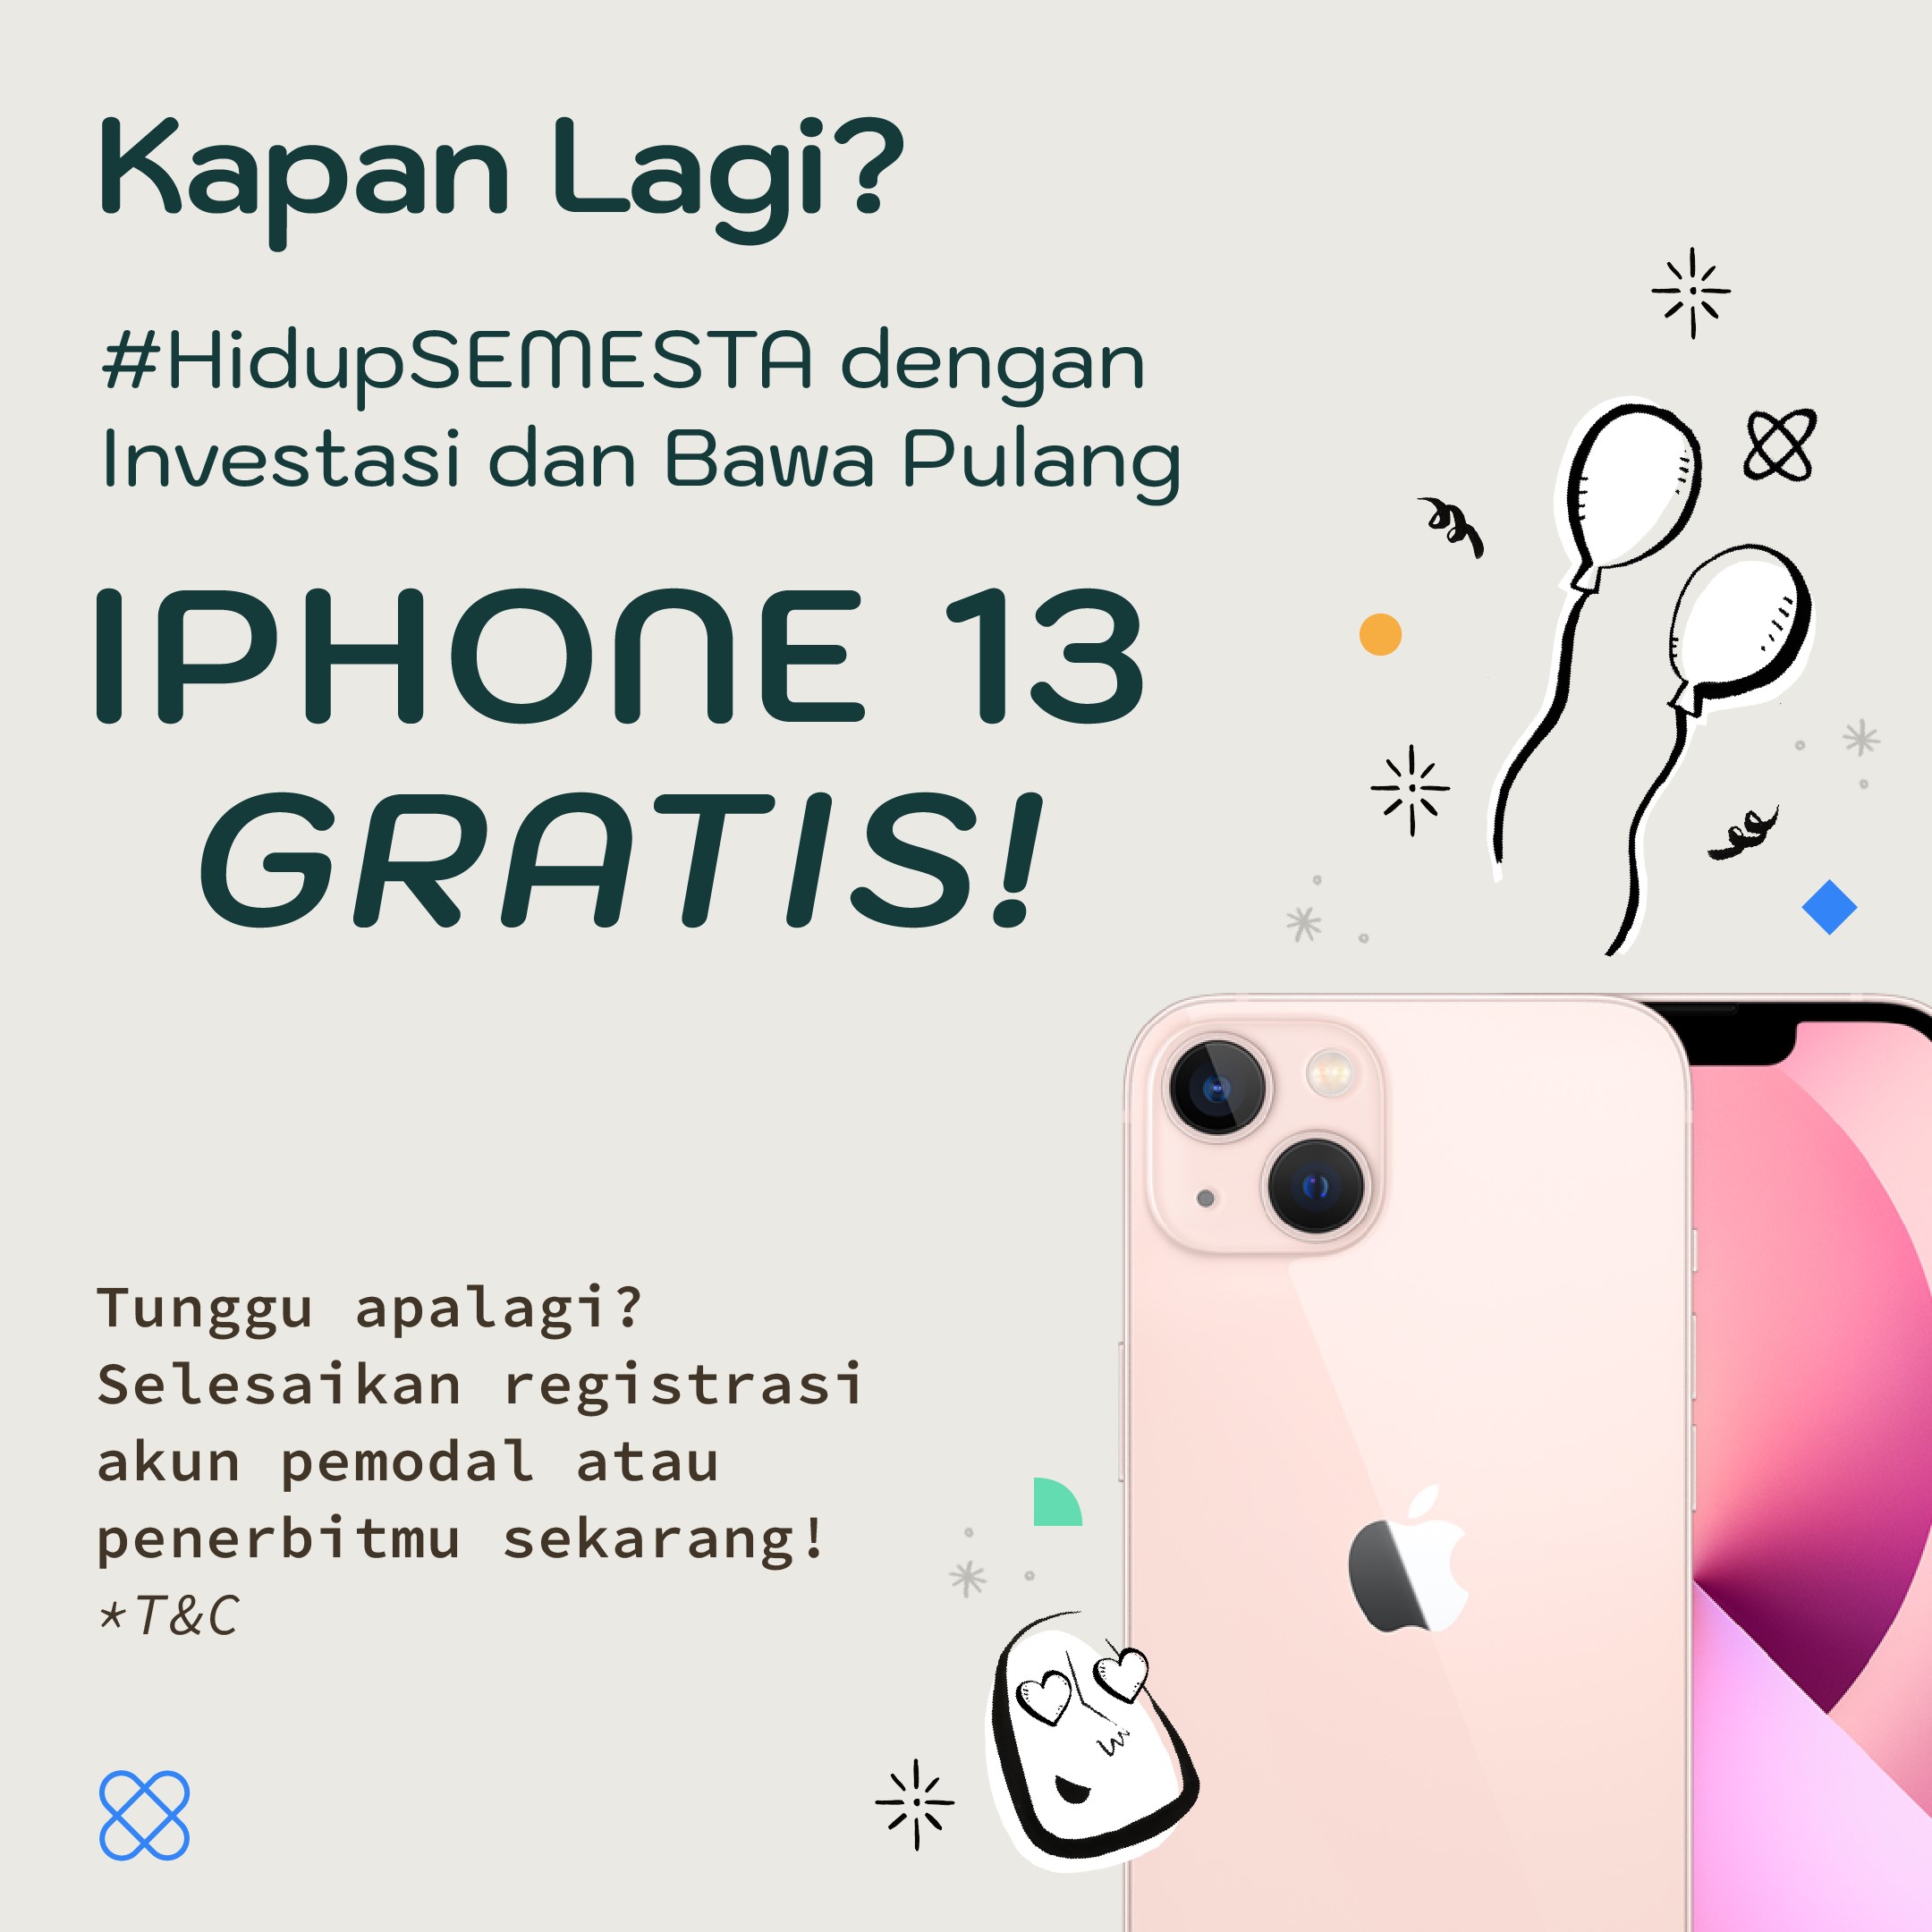 Kapan Lagi?
#HidupSEMESTA dengan
Investasi dan Bawa Pulang
IPHONE 13
GRATIS!
Tunggu apalagi?
Selesaikan registrasi
akun pemodal atau
penerbitmu sekarang!
*T&C